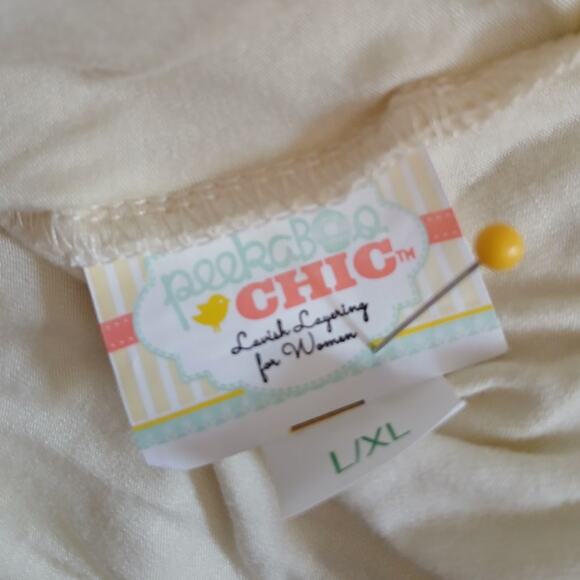 peekaBoo
CHIC™
Lavish Layering
for Women
L/XL